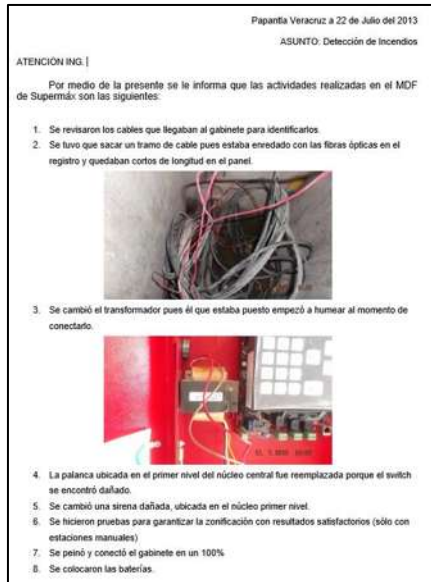 Papantla Veracruz a 22 de Julio del 2013
ASUNTO: Detección de Incendios
ATENCIÓN ING.
Por medio de la presente se le informa que las actividades realizadas en el MDF
de Supermáx son las siguientes:
1. Se revisaron los cables que llegaban al gabinete para identificarlos.
2. Se tuvo que sacar un tramo de cable pues estaba enredado con las fibras ópticas en el
registro y quedaban cortos de longitud en el panel.
3. Se cambió el transformador pues él que estaba puesto empezó a humear al momento de
conectarlo.
4. La palanca ubicada en el primer nivel del núcleo central fue reemplazada porque el switch
se encontró dañado.
5. Se cambió una sirena dañada, ubicada en el núcleo primer nivel.
6. Se hicieron pruebas para garantizar la zonificación con resultados satisfactorios (sólo con
estaciones manuales)
7. Se peinó y conectó el gabinete en un 100%
8. Se colocaron las baterías.